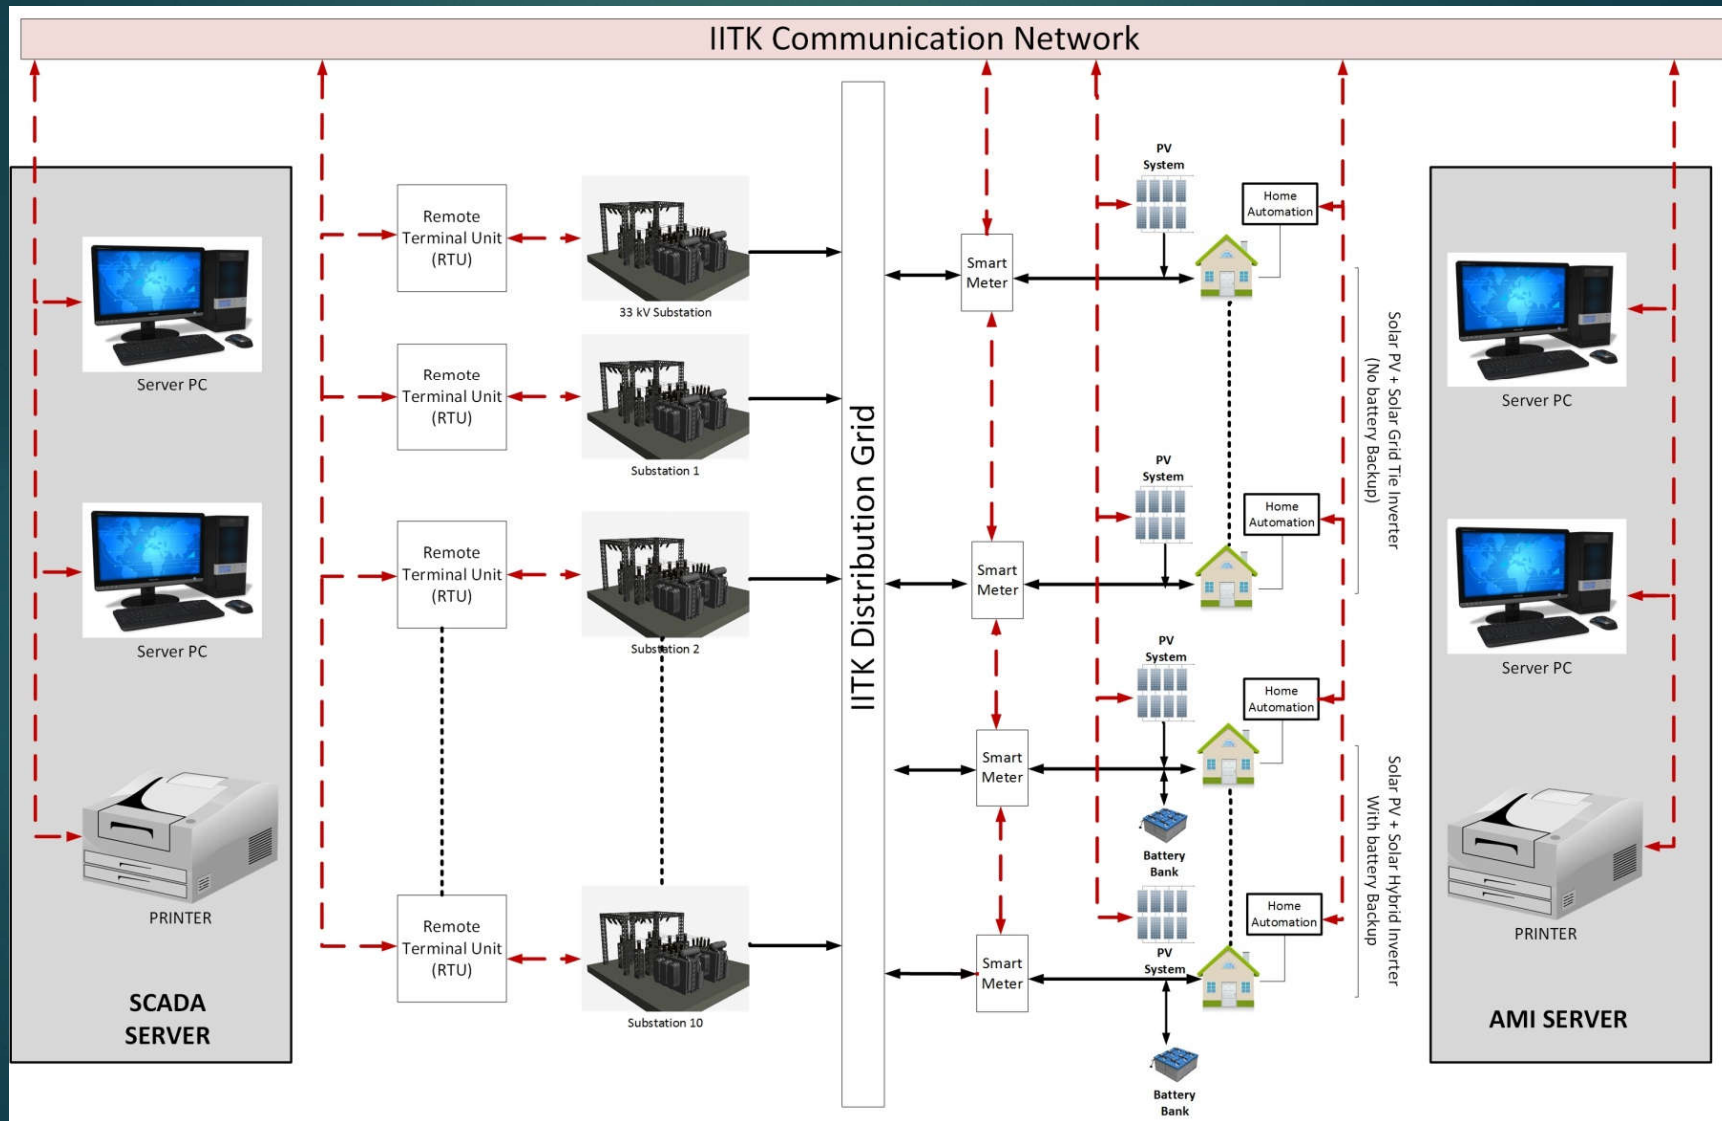 IITK Communication Network
Remote
Terminal Unit
(RTU)
33 kV Substation
Remote
Terminal Unit
(RTU)
Substation 1
Remote
Terminal Unit
(RTU)
Substation 2
Remote
Terminal Unit
(RTU)
Substation 10
Server PC
Server PC
PRINTER
SCADA
SERVER
IITK Distribution Grid
Smart
Meter
Smart
Meter
Smart
Meter
Smart
Meter
PV
System
Home
Automation
PV
System
Home
Automation
PV
System
Home
Automation
Battery
Bank
PV
System
Home
Automation
Battery
Bank
Solar PV + Solar Grid Tie Inverter
(No battery Backup)
Solar PV + Solar Hybrid Inverter
With battery Backup
Server PC
Server PC
PRINTER
AMI SERVER